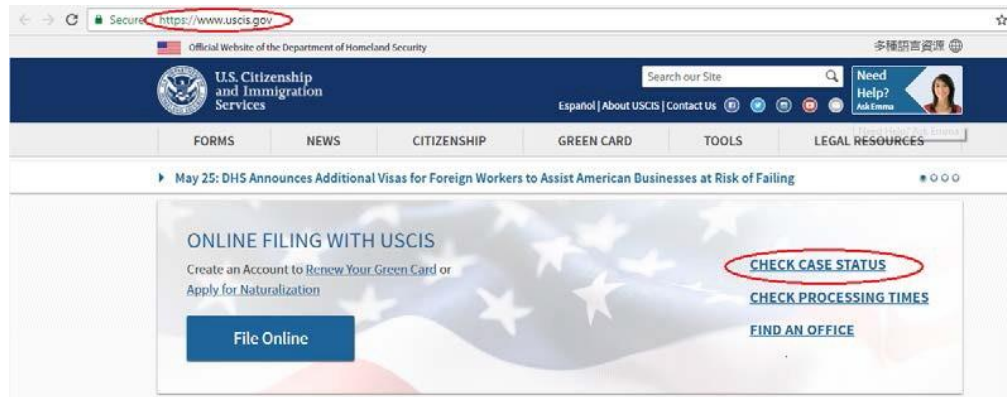 Secure https://www.uscis.gov
Official Website of the Department of Homeland Security 多種語言資源
U.S. Citizenship
and Immigration
Services
Search our Site
Need
Help?
Ask Emma
Español | About USCIS | Contact Us
Need Help? Ask Emma
FORMS NEWS CITIZENSHIP GREEN CARD TOOLS LEGAL RESOURCES
May 25: DHS Announces Additional Visas for Foreign Workers to Assist American Businesses at Risk of Failing
ONLINE FILING WITH USCIS
Create an Account to Renew Your Green Card or
Apply for Naturalization
File Online
CHECK CASE STATUS
CHECK PROCESSING TIMES
FIND AN OFFICE